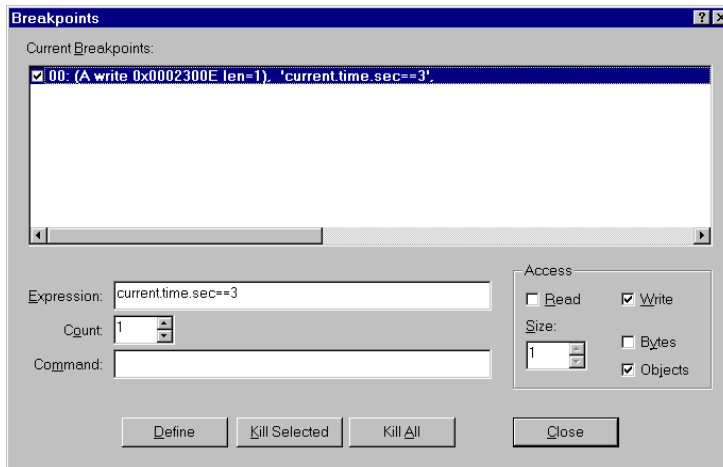 Breakpoints
Current Breakpoints:
00: (A write 0x0002300E len=1), 'current.time.sec==3',
Access
Expression: current.time.sec==3
Read
Write
Count: 1
Size:
1
Bytes
Command:
Objects
Define
Kill Selected
Kill All
Close